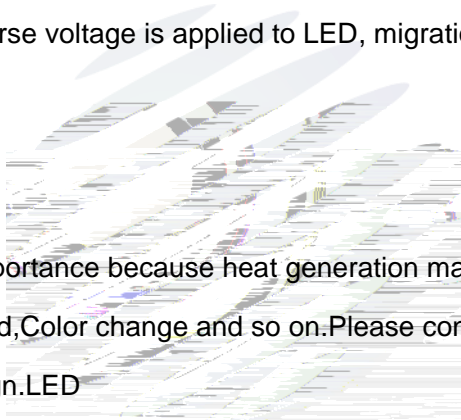 rse voltage is applied to LED, migratio
portance because heat generation ma
d,Color change and so on.Please con
n.LED